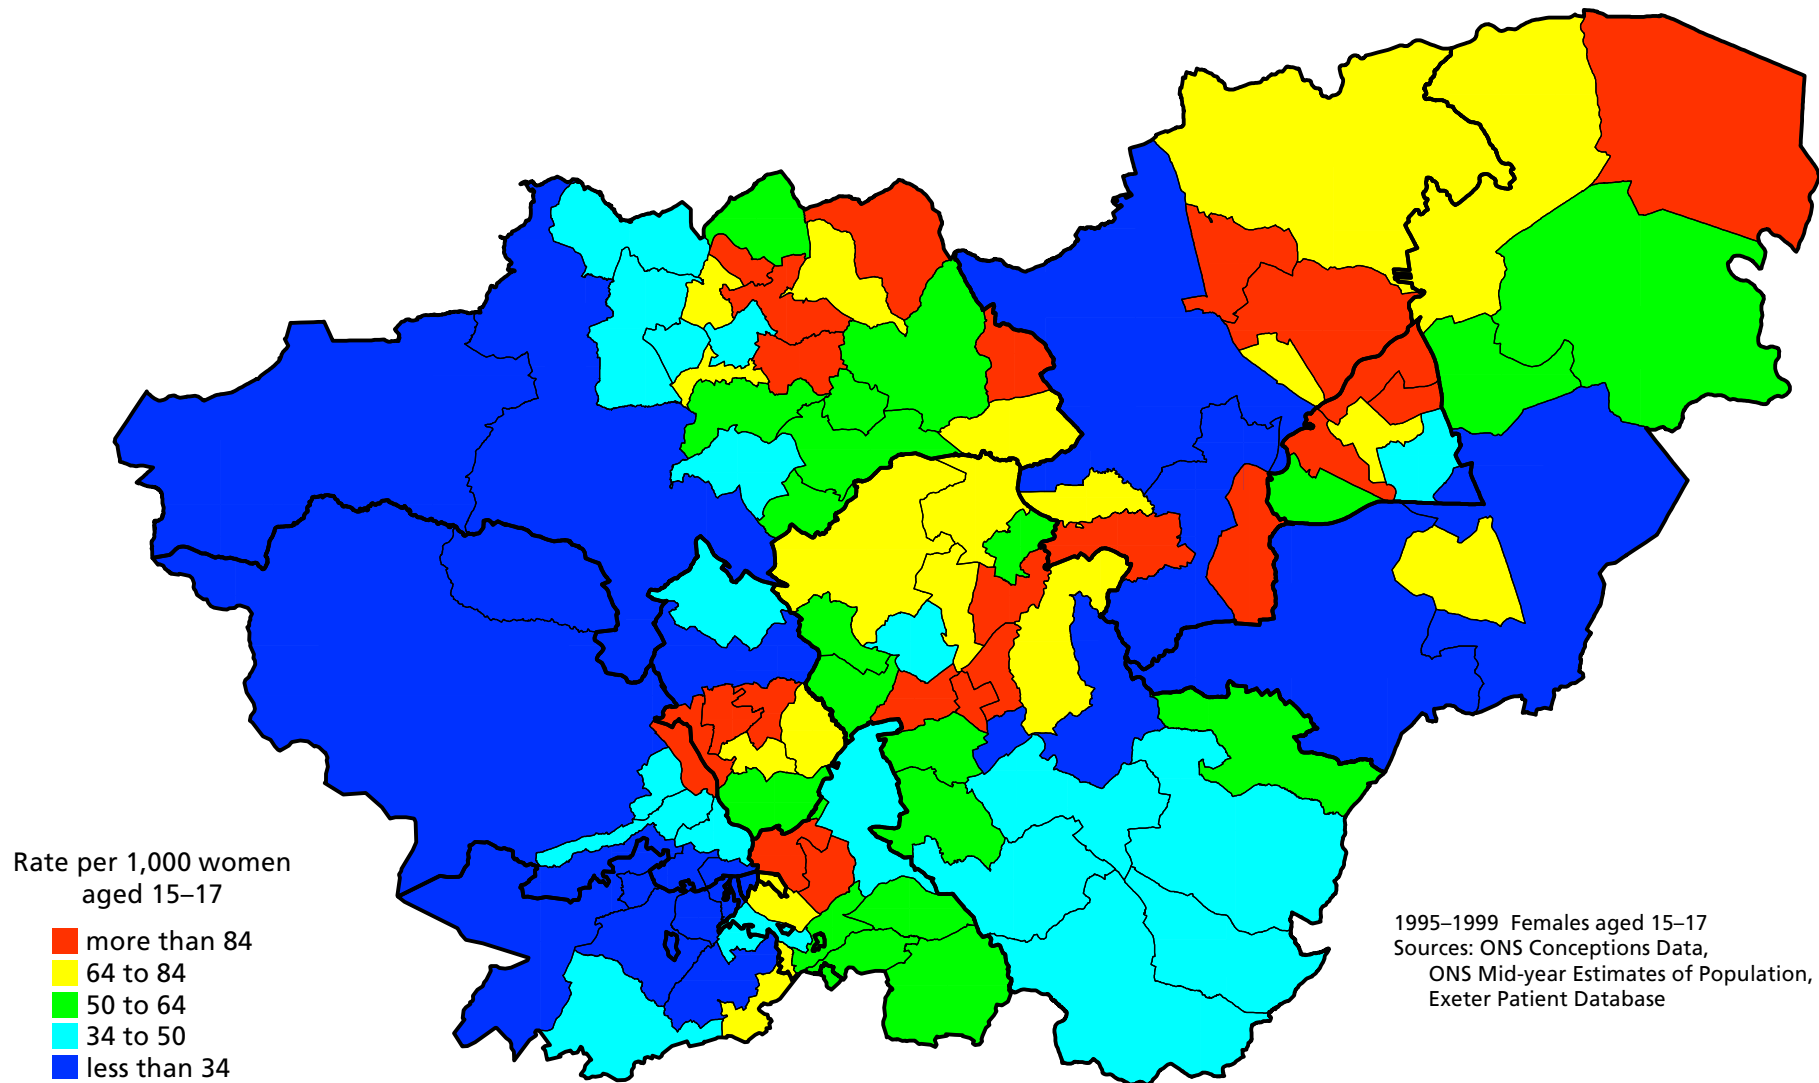 Rate per 1,000 women
aged 15–17
more than 84
64 to 84
50 to 64
34 to 50
less than 34
1995–1999 Females aged 15–17
Sources: ONS Conceptions Data,
ONS Mid-year Estimates of Population,
Exeter Patient Database